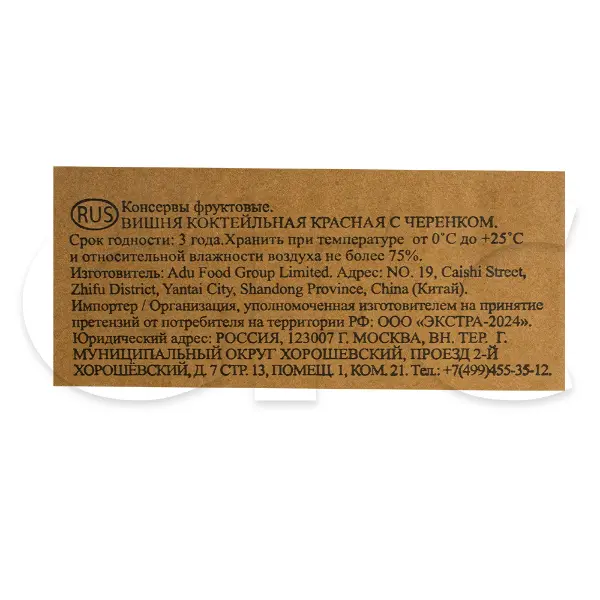 RUS
Консервы фруктовые.
ВИШНЯ КОКТЕЙЛЬНАЯ КРАСНАЯ С ЧЕРЕНКОМ.
Срок годности: 3 года.Хранить при температуре от 0˚С до +25˚С
и относительной влажности воздуха не более 75%.
Изготовитель: Adu Food Group Limited. Адрес: NO. 19, Caishi Street,
Zhifu District, Yantai City, Shandong Province, China (Китай).
Импортер / Организация, уполномоченная изготовителем на принятие
претензий от потребителя на территории РФ: ООО «ЭКСТРА-2024».
Юридический адрес: РОССИЯ, 123007 Г. МОСКВА, ВН. ТЕР. Г.
МУНИЦИПАЛЬНЫЙ ОКРУГ ХОРОШЕВСКИЙ, ПРОЕЗД 2-Й
ХОРОШЁВСКИЙ, Д. 7 СТР. 13, ПОМЕЩ. 1, КОМ. 21. Тел.: +7(499)455-35-12.